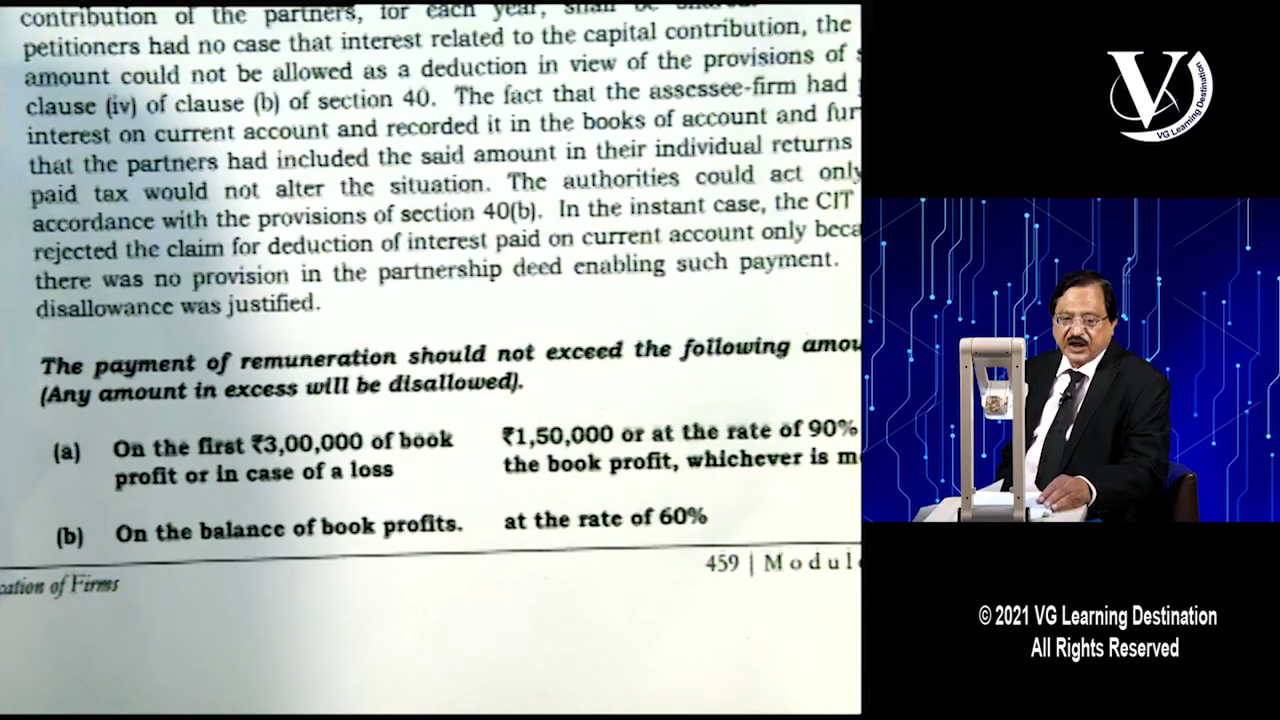 contribution of the partners, for each year, shall be
petitioners had no case that interest related to the capital contribution, the
amount could not be allowed as a deduction in view of the provisions of
clause (iv) of clause (b) of section 40. The fact that the assessee-firm had
interest on current account and recorded it in the books of account and fur
that the partners had included the said amount in their individual returns
paid tax would not alter the situation. The authorities could act only
accordance with the provisions of section 40(b). In the instant case, the CIT
rejected the claim for deduction of interest paid on current account only beca
there was no provision in the partnership deed enabling such payment.
disallowance was justified.
The payment of remuneration should not exceed the following amou
(Any amount in excess will be disallowed).
(a) On the first ₹3,00,000 of book ₹1,50,000 or at the rate of 90%
profit or in case of a loss the book profit, whichever is m
(b) On the balance of book profits. at the rate of 60%
459 | Modul
cation of Firms
V
VG Learning Destination
© 2021 VG Learning Destination
All Rights Reserved